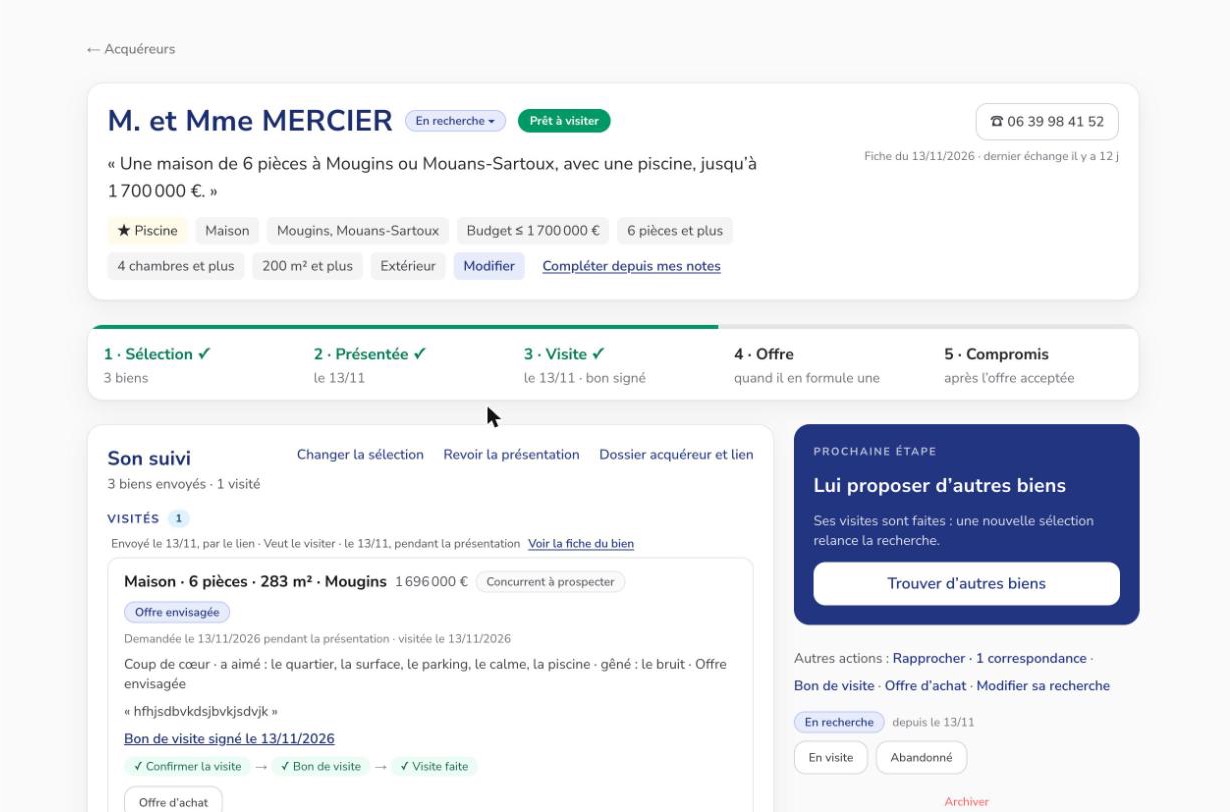 ← Acquéreurs
M. et Mme MERCIER
En recherche
Prêt à visiter
☎ 06 39 98 41 52
Fiche du 13/11/2026 · dernier échange il y a 12 j
« Une maison de 6 pièces à Mougins ou Mouans-Sartoux, avec une piscine, jusqu’à
1 700 000 €. »
★ Piscine
Maison
Mougins, Mouans-Sartoux
Budget ≤ 1 700 000 €
6 pièces et plus
4 chambres et plus
200 m² et plus
Extérieur
Modifier
Compléter depuis mes notes
1 · Sélection ✓
3 biens
2 · Présentée ✓
le 13/11
3 · Visite ✓
le 13/11 · bon signé
4 · Offre
quand il en formule une
5 · Compromis
après l’offre acceptée
Son suivi
3 biens envoyés · 1 visité
Changer la sélection
Revoir la présentation
Dossier acquéreur et lien
VISITÉS 1
Envoyé le 13/11, par le lien · Veut le visiter · le 13/11, pendant la présentation Voir la fiche du bien
Maison · 6 pièces · 283 m² · Mougins 1 696 000 € Concurrent à prospecter
Offre envisagée
Demandée le 13/11/2026 pendant la présentation · visitée le 13/11/2026
Coup de cœur · a aimé : le quartier, la surface, le parking, le calme, la piscine · gêné : le bruit · Offre
envisagée
« hfhjsdbvkdsjbvkjsdvjk »
Bon de visite signé le 13/11/2026
✓ Confirmer la visite → ✓ Bon de visite → ✓ Visite faite
Offre d’achat
PROCHAINE ÉTAPE
Lui proposer d’autres biens
Ses visites sont faites : une nouvelle sélection
relance la recherche.
Trouver d’autres biens
Autres actions : Rapprocher · 1 correspondance ·
Bon de visite · Offre d’achat · Modifier sa recherche
En recherche depuis le 13/11
En visite
Abandonné
Archiver